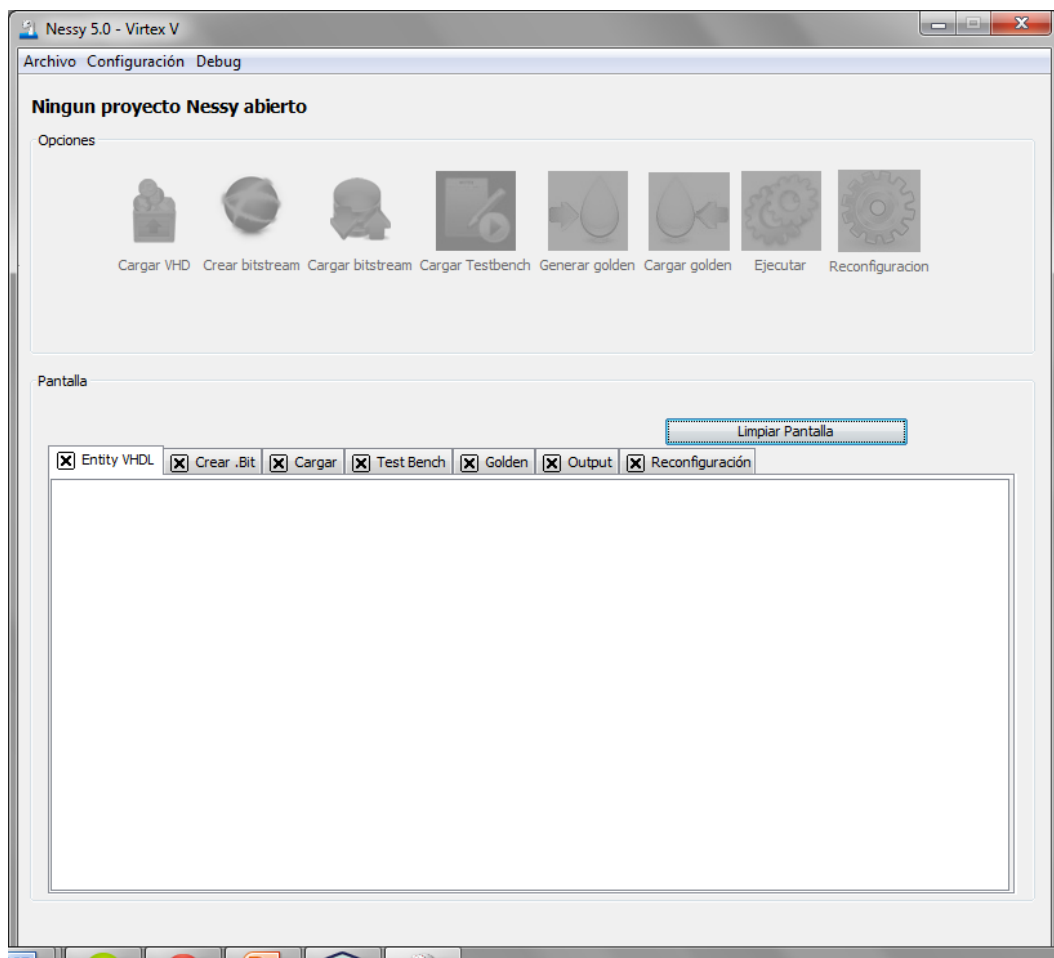 Nessy 5.0 - Virtex V
Archivo Configuración Debug
Ningun proyecto Nessy abierto
Opciones
Cargar VHD Crear bitstream Cargar bitstream Cargar Testbench Generar golden Cargar golden Ejecutar Reconfiguracion
Pantalla
Limpiar Pantalla
Entity VHDL Crear .Bit Cargar Test Bench Golden Output Reconfiguración